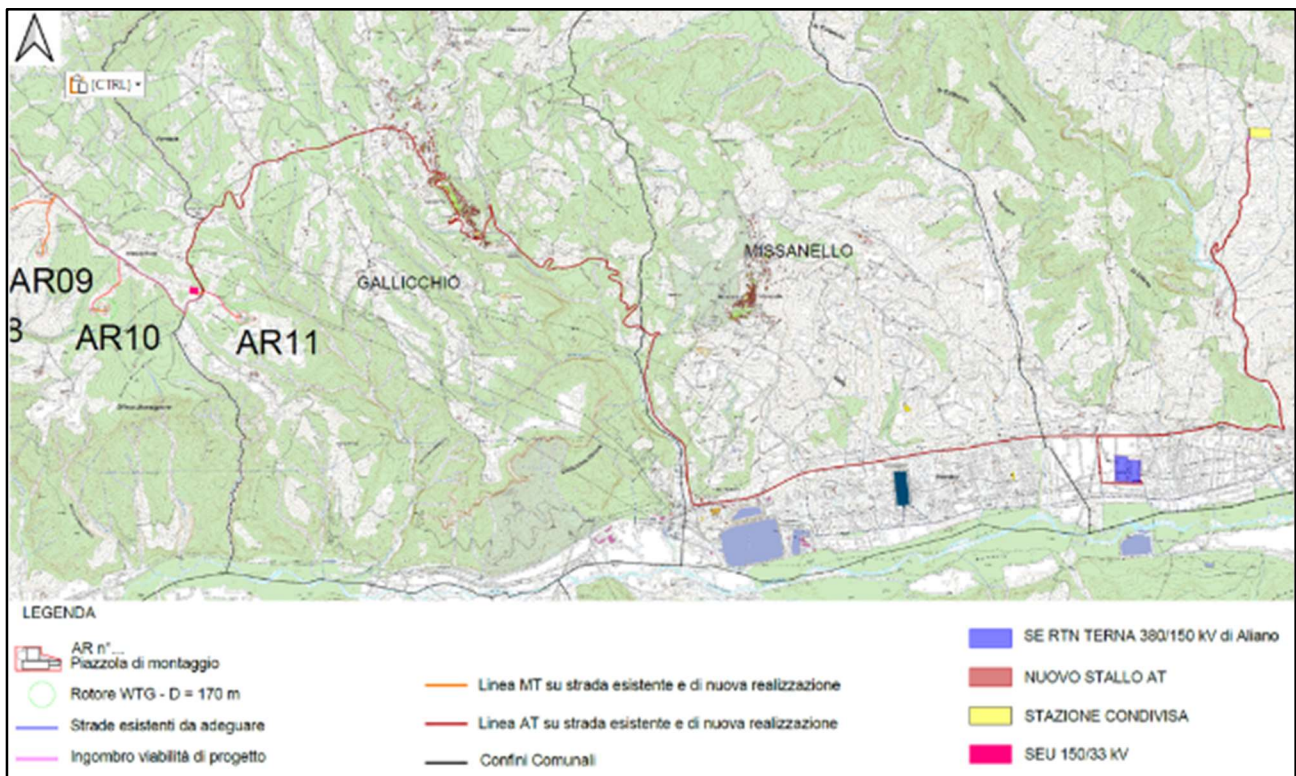 [CTRL]
MISSANELLO
GALLICCHIO
AR09
AR10
AR11
LEGENDA
AR n°...
Piazzola di montaggio
Rotore WTG - D = 170 m
Strade esistenti da adeguare
Ingombro viabilità di progetto
Linea MT su strada esistente e di nuova realizzazione
Linea AT su strada esistente e di nuova realizzazione
Confini Comunali
SE RTN TERNA 380/150 kV di Aliano
NUOVO STALLO AT
STAZIONE CONDIVISA
SEU 150/33 kV